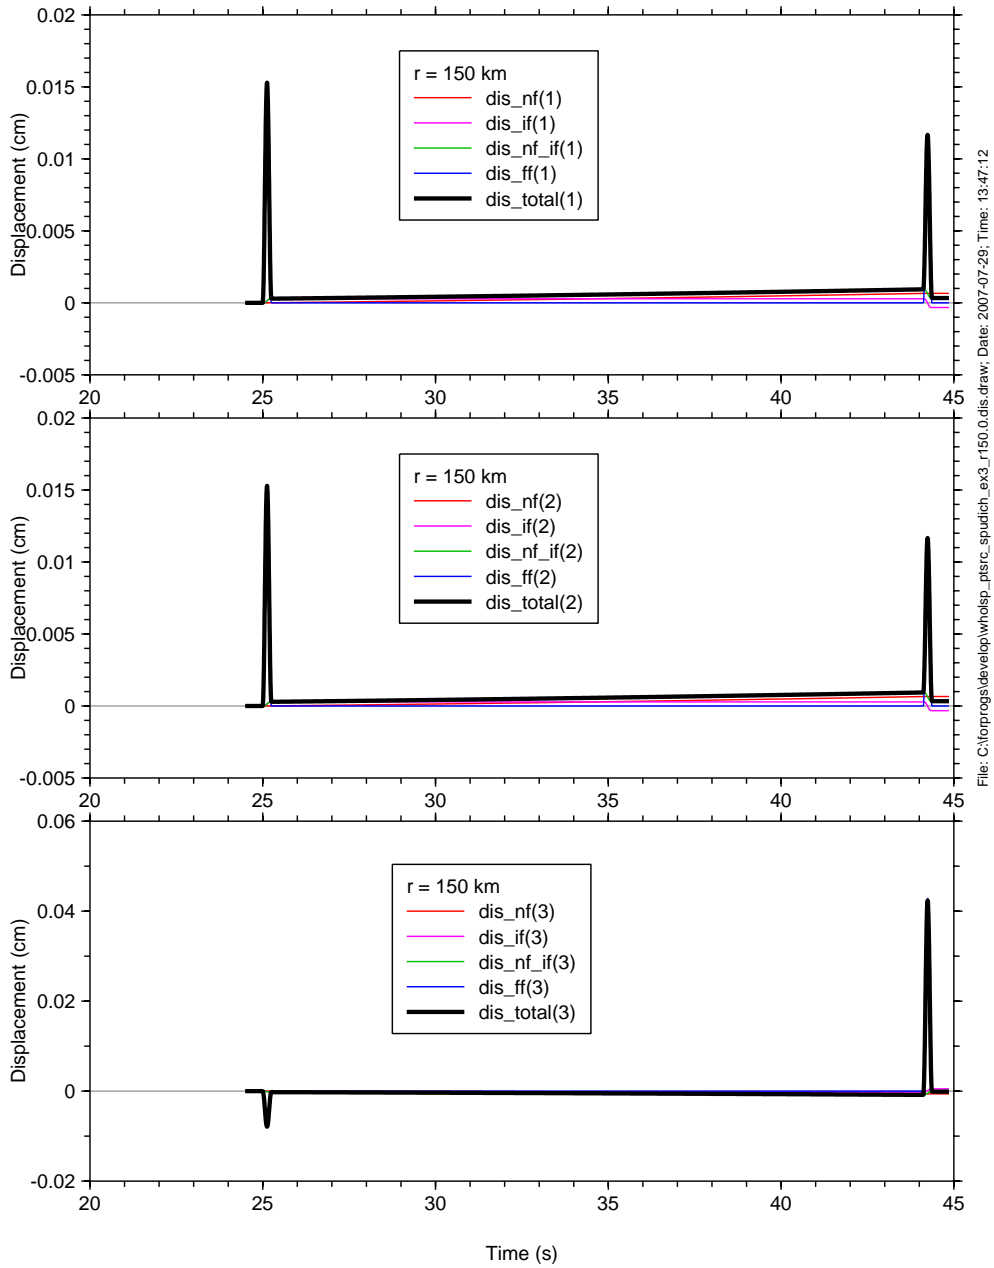 0.02
0.015
0.01
0.005
0
-0.005
Displacement (cm)
r = 150 km
dis_nf(1)
dis_if(1)
dis_nf_if(1)
dis_ff(1)
dis_total(1)
20
25
30
35
40
45
0.02
0.015
0.01
0.005
0
-0.005
Displacement (cm)
r = 150 km
dis_nf(2)
dis_if(2)
dis_nf_if(2)
dis_ff(2)
dis_total(2)
20
25
30
35
40
45
0.06
0.04
0.02
0
-0.02
Displacement (cm)
r = 150 km
dis_nf(3)
dis_if(3)
dis_nf_if(3)
dis_ff(3)
dis_total(3)
20
25
30
35
40
45
Time (s)
File: C:\forprogs\develop\wholsp_ptsrc_spudich_ex3_r150.0.dis.draw; Date: 2007-07-29; Time: 13:47:12